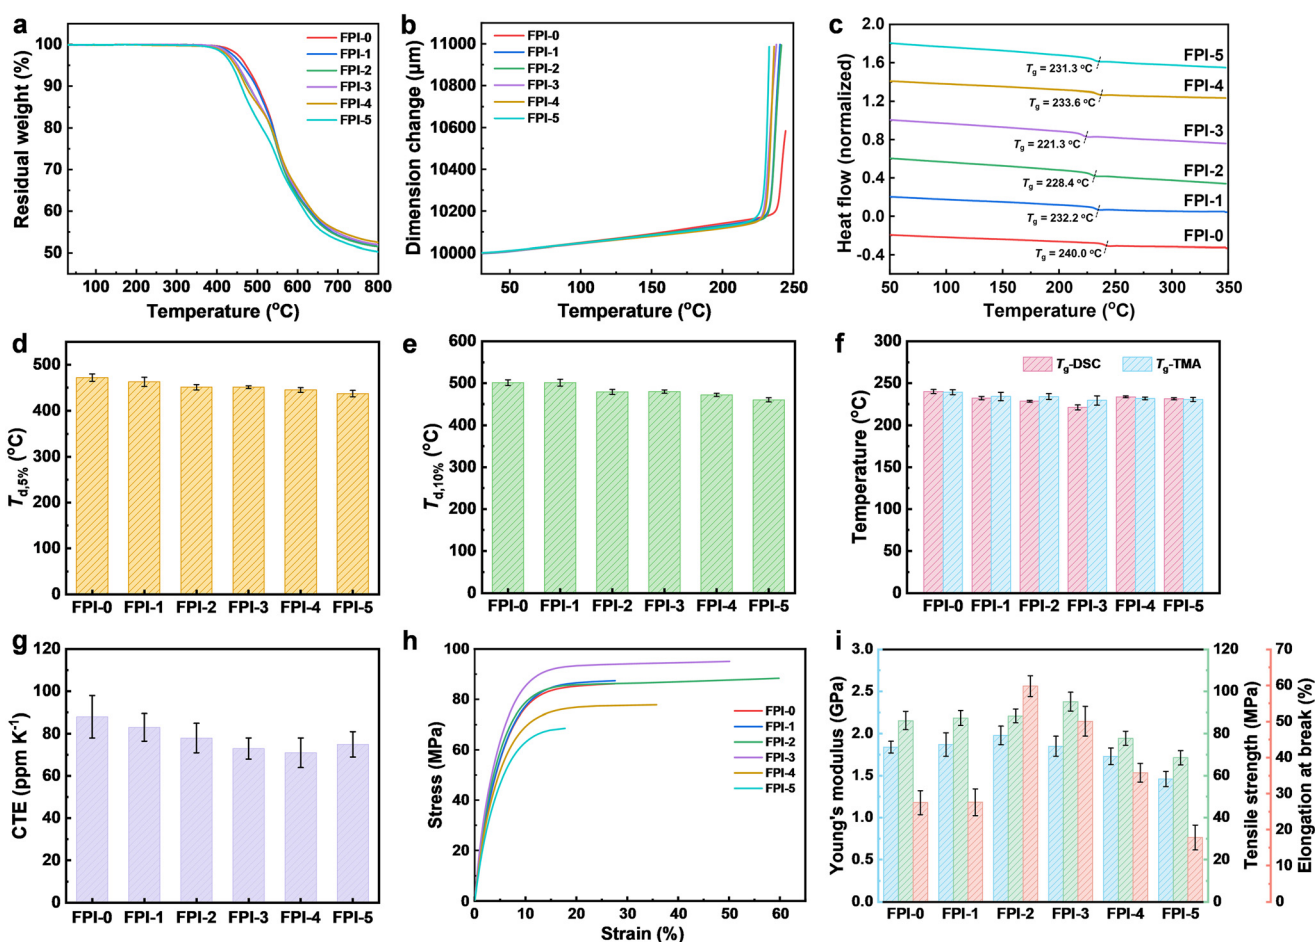 a
Residual weight (%)
100
90
80
70
60
50
100 200 300 400 500 600 700 800
Temperature (°C)
FPI-0
FPI-1
FPI-2
FPI-3
FPI-4
FPI-5
b
Dimension change (μm)
11000
10800
10600
10400
10200
10000
50 100 150 200 250
Temperature (°C)
FPI-0
FPI-1
FPI-2
FPI-3
FPI-4
FPI-5
c
Heat flow (normalized)
2.0
1.6
1.2
0.8
0.4
0.0
-0.4
50 100 150 200 250 300 350
Temperature (°C)
FPI-5
Tg = 231.3 °C
FPI-4
Tg = 233.6 °C
FPI-3
Tg = 221.3 °C
FPI-2
Tg = 228.4 °C
FPI-1
Tg = 232.2 °C
FPI-0
Tg = 240.0 °C
d
Td,5% (°C)
500
400
300
200
100
0
FPI-0 FPI-1 FPI-2 FPI-3 FPI-4 FPI-5
e
Td,10% (°C)
600
500
400
300
200
100
0
FPI-0 FPI-1 FPI-2 FPI-3 FPI-4 FPI-5
f
Temperature (°C)
300
250
200
150
100
50
0
Tg-DSC Tg-TMA
FPI-0 FPI-1 FPI-2 FPI-3 FPI-4 FPI-5
g
CTE (ppm K-1)
120
100
80
60
40
20
0
FPI-0 FPI-1 FPI-2 FPI-3 FPI-4 FPI-5
h
Stress (MPa)
100
80
60
40
20
0
0 10 20 30 40 50 60
Strain (%)
FPI-0
FPI-1
FPI-2
FPI-3
FPI-4
FPI-5
i
Young's modulus (GPa)
3.0
2.5
2.0
1.5
1.0
0.5
0.0
FPI-0 FPI-1 FPI-2 FPI-3 FPI-4 FPI-5
120
100
80
60
40
20
0
Tensile strength (MPa)
70
60
50
40
30
20
10
0
Elongation at break (%)